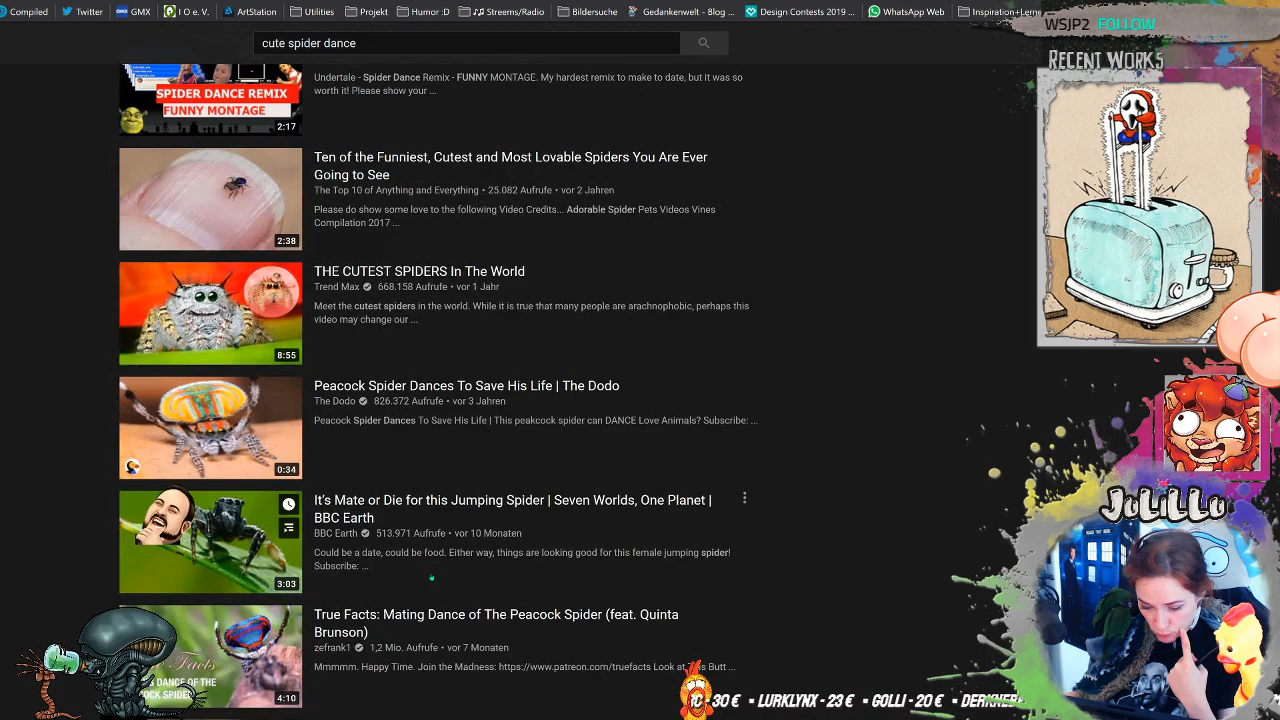 Compiled
Twitter
GMX
I O e V.
ArtStation
Utilities
Projekt
Humor :D
♫ Streems/Radio
Bildersuche
Gedankenwelt - Blog ...
Design Contests 2019 ...
WhatsApp Web
Inspiration+Lerne
WSJP2 FOLLOW
cute spider dance
RECENT WORKS
SPIDER DANCE REMIX
FUNNY MONTAGE
2:17
Undertale - Spider Dance Remix - FUNNY MONTAGE. My hardest remix to make to date, but It was so
worth it! Please show your ...
2:38
Ten of the Funniest, Cutest and Most Lovable Spiders You Are Ever
Going to See
The Top 10 of Anything and Everything • 25.082 Aufrufe • vor 2 Jahren
Please do show some love to the following Video Credits... Adorable Spider Pets Videos Vines
Compilation 2017 ...
8:55
THE CUTEST SPIDERS In The World
Trend Max 668.158 Aufrufe • vor 1 Jahr
Meet the cutest spiders in the world. While it is true that many people are arachnophobic, perhaps this
video may change our ...
0:34
Peacock Spider Dances To Save His Life | The Dodo
The Dodo 826.372 Aufrufe • vor 3 Jahren
Peacock Spider Dances To Save His Life | This peakcock spider can DANCE Love Animals? Subscribe: ...
3:03
It's Mate or Die for this Jumping Spider | Seven Worlds, One Planet |
BBC Earth
BBC Earth 513.971 Aufrufe • vor 10 Monaten
Could be a date, could be food. Either way, things are looking good for this female jumping spider!
Subscribe: ...
JoLiLLo
Facts
DANCE OF THE
OCK SPIDER
4:10
True Facts: Mating Dance of The Peacock Spider (feat. Quinta
Brunson)
zefrank1 1,2 Mio. Aufrufe • vor 7 Monaten
Mmmmm. Happy Time. Join the Madness: https://www.patreon.com/truefacts Look at Butt ...
30 € • LURKLYNX - 23 € • GOLLI - 20 €